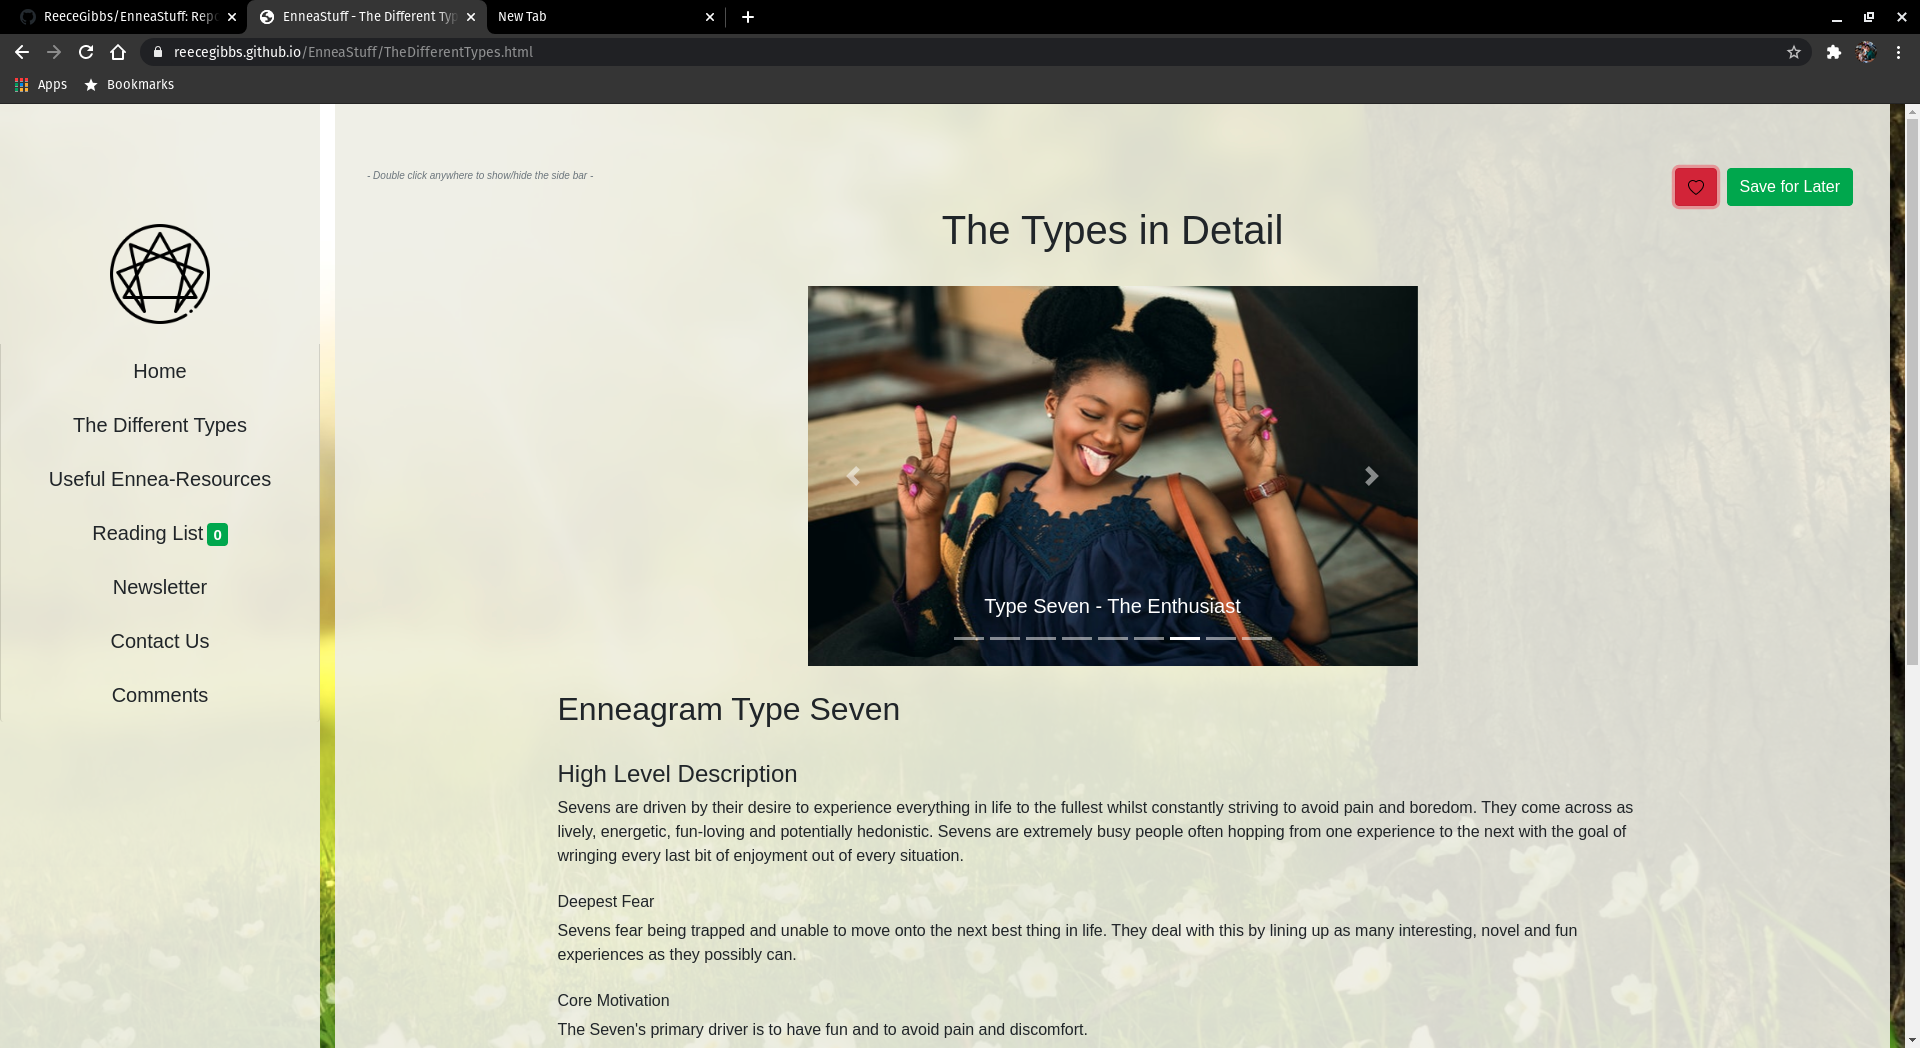 ReeceGibbs/EnneaStuff: Repo
EnneaStuff - The Different Typ
New Tab
reecegibbs.github.io/EnneaStuff/TheDifferentTypes.html
Apps
Bookmarks
- Double click anywhere to show/hide the side bar -
Save for Later
The Types in Detail
Home
The Different Types
Useful Ennea-Resources
Reading List 0
Newsletter
Contact Us
Comments
Type Seven - The Enthusiast
Enneagram Type Seven
High Level Description
Sevens are driven by their desire to experience everything in life to the fullest whilst constantly striving to avoid pain and boredom. They come across as
lively, energetic, fun-loving and potentially hedonistic. Sevens are extremely busy people often hopping from one experience to the next with the goal of
wringing every last bit of enjoyment out of every situation.
Deepest Fear
Sevens fear being trapped and unable to move onto the next best thing in life. They deal with this by lining up as many interesting, novel and fun
experiences as they possibly can.
Core Motivation
The Seven's primary driver is to have fun and to avoid pain and discomfort.